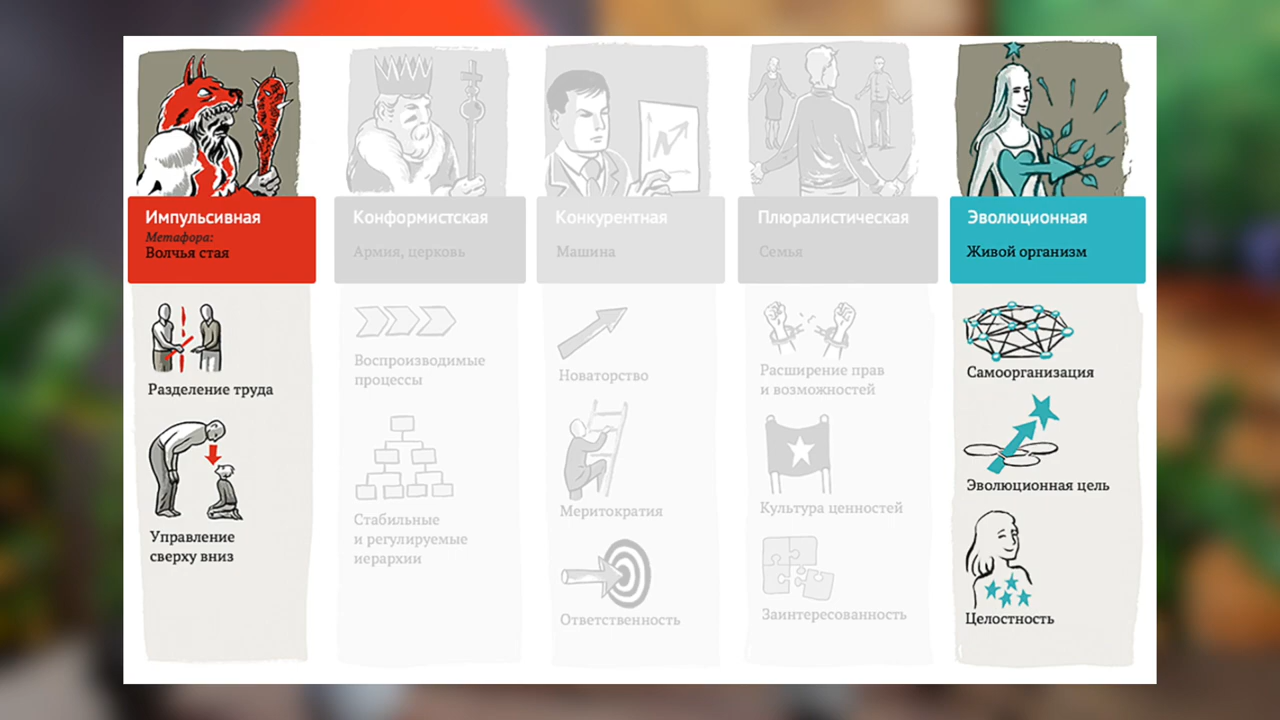 Импульсивная
Метафора:
Волчья стая
Разделение труда
Управление
сверху вниз
Конформистская
Армия, церковь
Воспроизводимые
процессы
Стабильные
и регулируемые
иерархии
Конкурентная
Машина
Новаторство
Меритократия
Ответственность
Плюралистическая
Семья
Расширение прав
и возможностей
Культура ценностей
Заинтересованность
Эволюционная
Живой организм
Самоорганизация
Эволюционная цель
Целостность